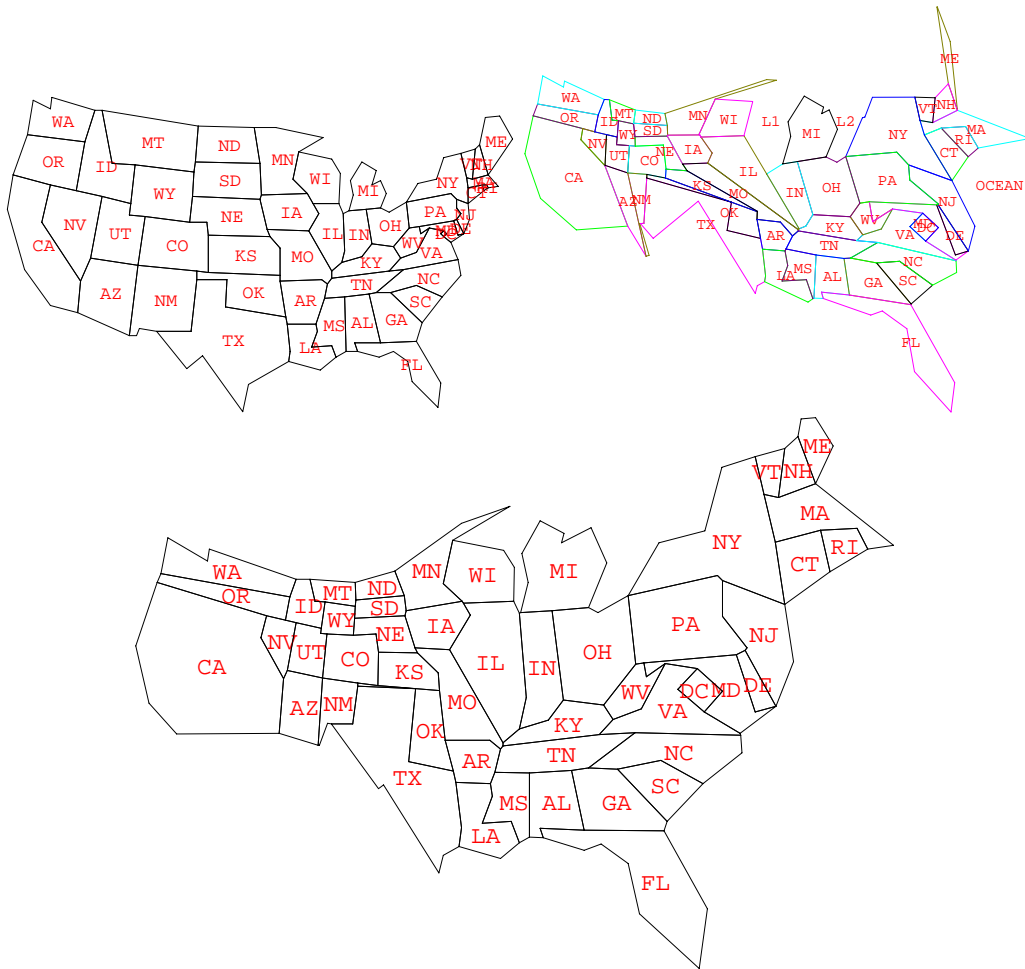 WA
MT
ND
MN
OR
ID
SD
WI
MI
VT
NH
ME
MA
NY
CT
WY
NE
IA
CA
NV
UT
CO
KS
MO
IL
IN
OH
PA
NJ
WV
DE
VA
KY
AZ
NM
OK
AR
TN
NC
SC
TX
LA
MS
AL
GA
FL
ME
WA
MT
ND
MN
WI
L1
L2
VT
NH
OR
ID
WY
SD
MI
NY
MA
RI
CT
NV
UT
CO
NE
IA
IL
CA
AZ
NM
KS
MO
IN
OH
PA
OCEAN
TX
OK
AR
KY
WV
VA
DC
NJ
DE
TN
NC
LA
MS
AL
GA
SC
FL
ME
VT
NH
WA
OR
ID
MT
ND
MN
WI
MI
NY
MA
CT
RI
WY
SD
NE
IA
CA
NV
UT
CO
KS
IL
IN
OH
PA
NJ
AZ
NM
OK
MO
KY
WV
VA
DC
MD
DE
TX
AR
TN
NC
SC
LA
MS
AL
GA
FL